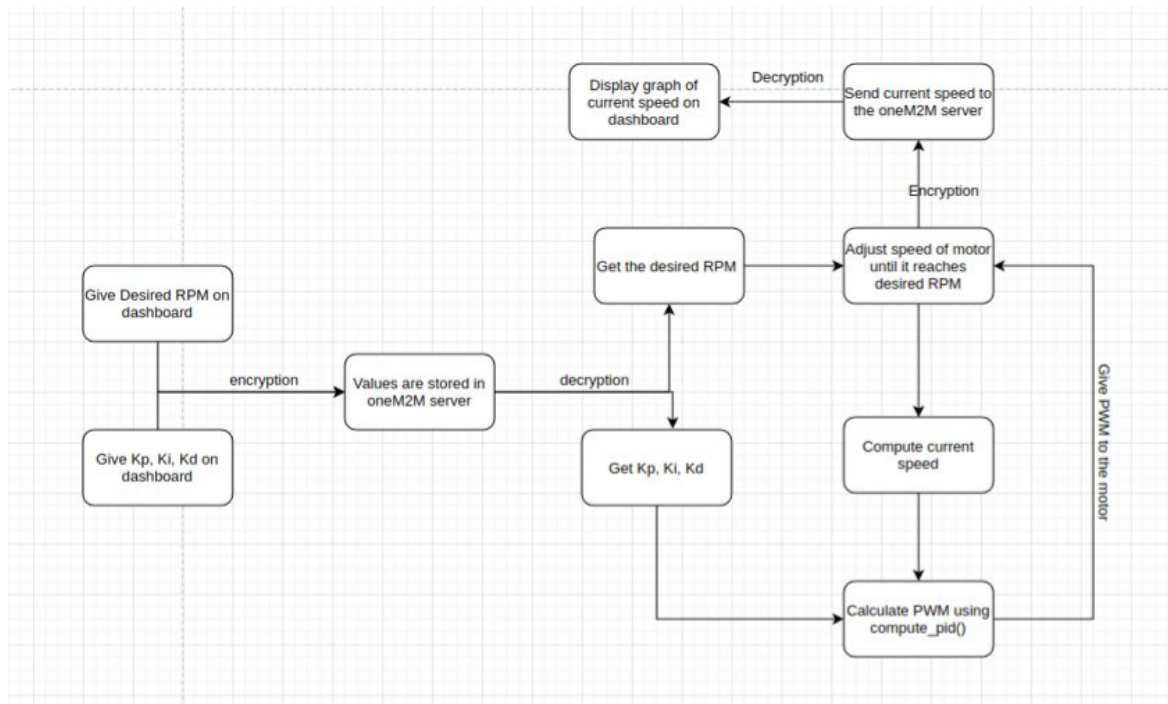 Display graph of
current speed on
dashboard
Decryption
Send current speed to
the oneM2M server
Encryption
Get the desired RPM
Adjust speed of motor
until it reaches
desired RPM
Give Desired RPM on
dashboard
encryption
Values are stored in
oneM2M server
decryption
Give Kp, Ki, Kd on
dashboard
Get Kp, Ki, Kd
Compute current
speed
Give PWM to the motor
Calculate PWM using
compute_pid()